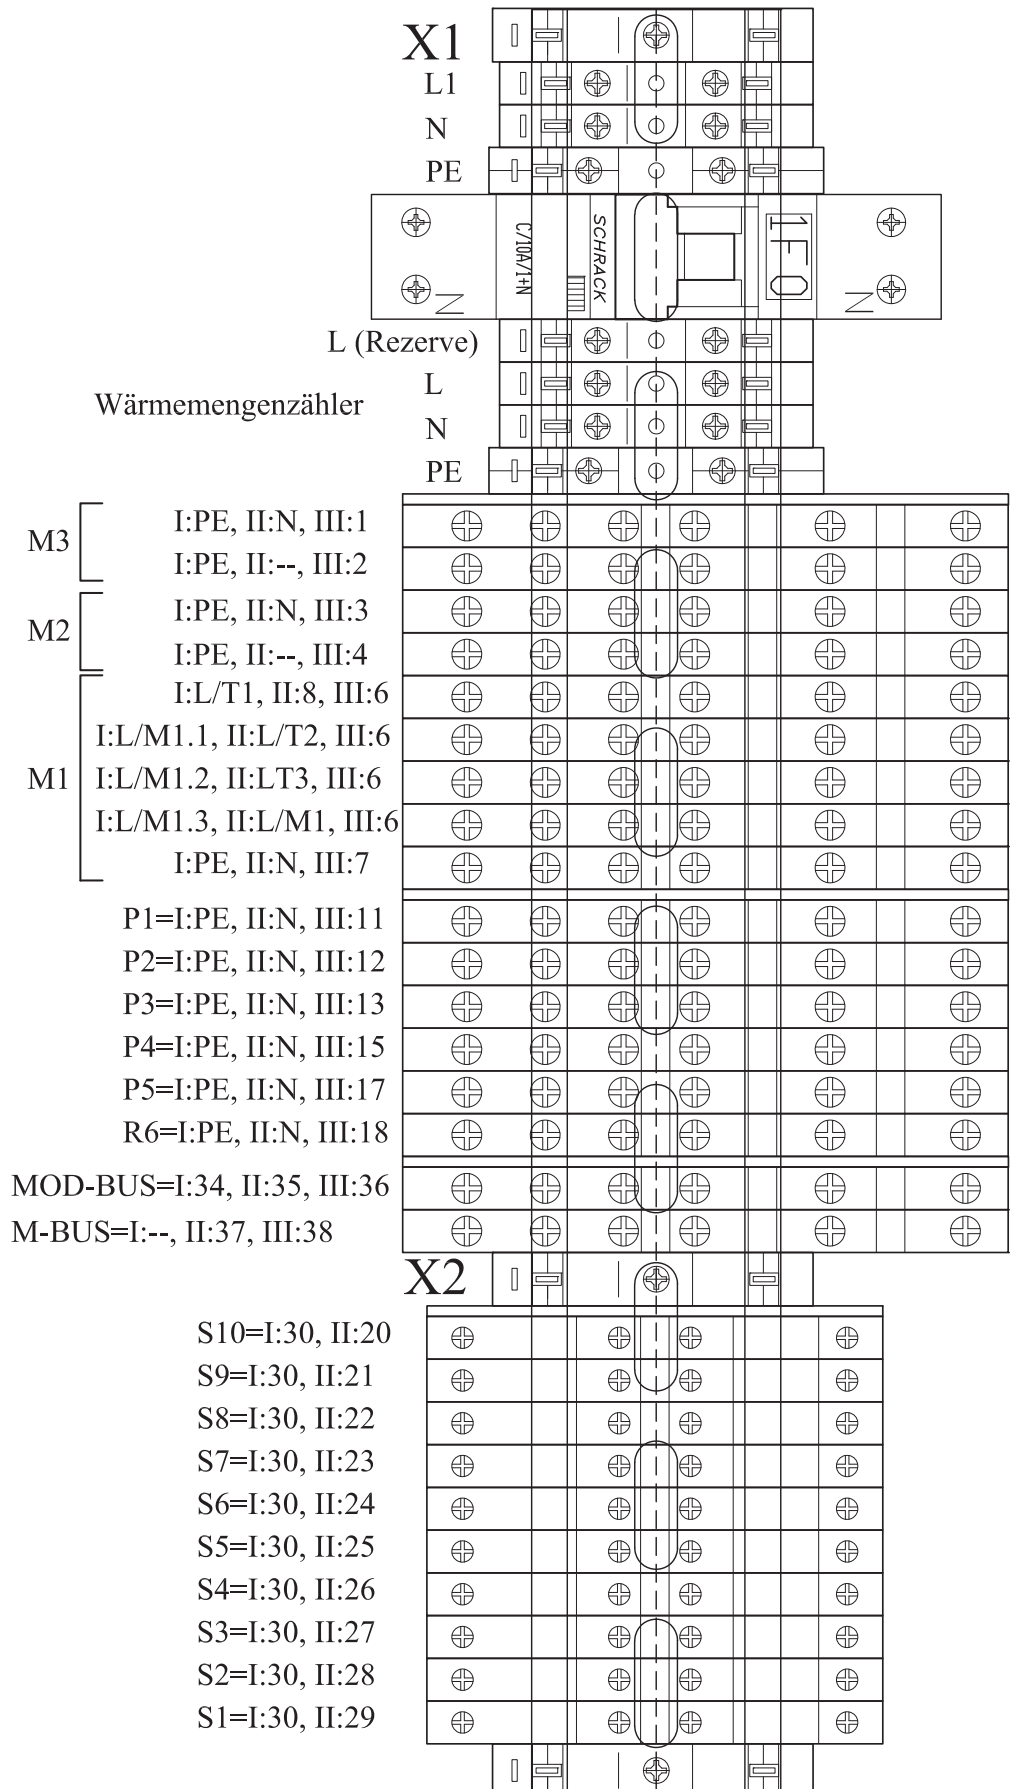 X1
L1
N
PE
C/10A/1+N
SCHRACK
1F0
N
N
L (Rezerve)
L
Wärmemengenzähler
N
PE
M3
I:PE, II:N, III:1
I:PE, II:--, III:2
M2
I:PE, II:N, III:3
I:PE, II:--, III:4
M1
I:L/T1, II:8, III:6
I:L/M1.1, II:L/T2, III:6
I:L/M1.2, II:LT3, III:6
I:L/M1.3, II:L/M1, III:6
I:PE, II:N, III:7
P1=I:PE, II:N, III:11
P2=I:PE, II:N, III:12
P3=I:PE, II:N, III:13
P4=I:PE, II:N, III:15
P5=I:PE, II:N, III:17
R6=I:PE, II:N, III:18
MOD-BUS=I:34, II:35, III:36
M-BUS=I:--, II:37, III:38
X2
S10=I:30, II:20
S9=I:30, II:21
S8=I:30, II:22
S7=I:30, II:23
S6=I:30, II:24
S5=I:30, II:25
S4=I:30, II:26
S3=I:30, II:27
S2=I:30, II:28
S1=I:30, II:29